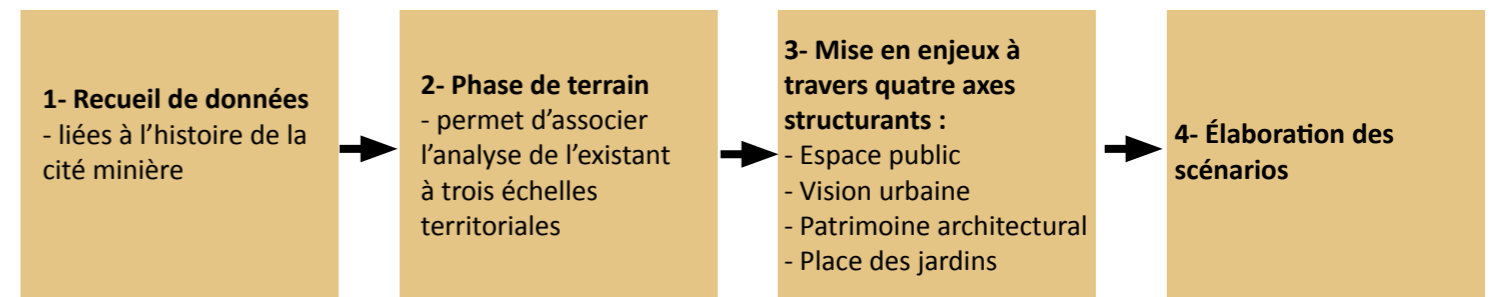 1- Recueil de données
- liées à l’histoire de la
cité minière
2- Phase de terrain
- permet d’associer
l’analyse de l’existant
à trois échelles
territoriales
3- Mise en enjeux à
travers quatre axes
structurants :
- Espace public
- Vision urbaine
- Patrimoine architectural
- Place des jardins
4- Élaboration des
scénarios